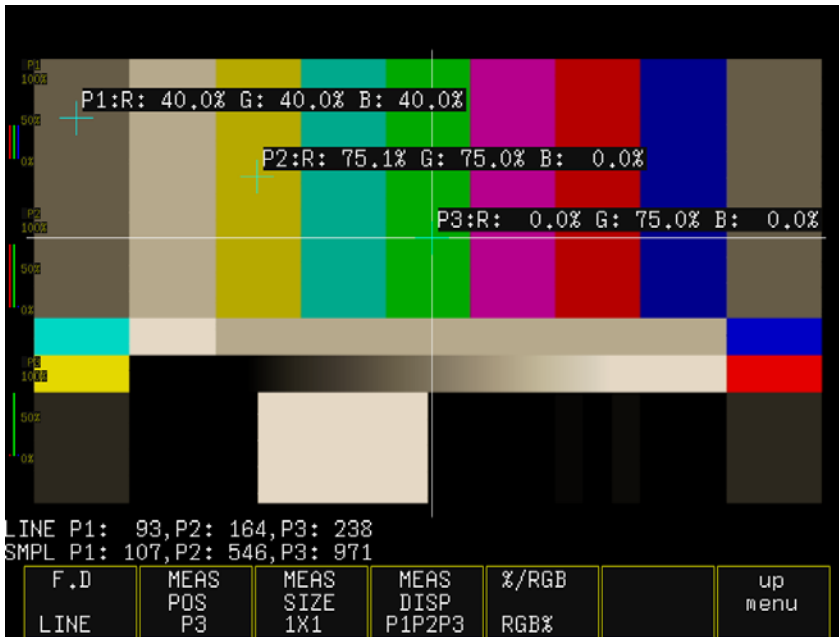 P1
100%
P1:R: 40.0% G: 40.0% B: 40.0%
50%
0%
P2:R: 75.1% G: 75.0% B: 0.0%
P2
100%
P3:R: 0.0% G: 75.0% B: 0.0%
50%
0%
P3
100%
50%
0%
LINE P1: 93,P2: 164,P3: 238
SMPL P1: 107,P2: 546,P3: 971
F.D
LINE
MEAS
POS
P3
MEAS
SIZE
1X1
MEAS
DISP
P1P2P3
%/RGB
RGB%
up
menu